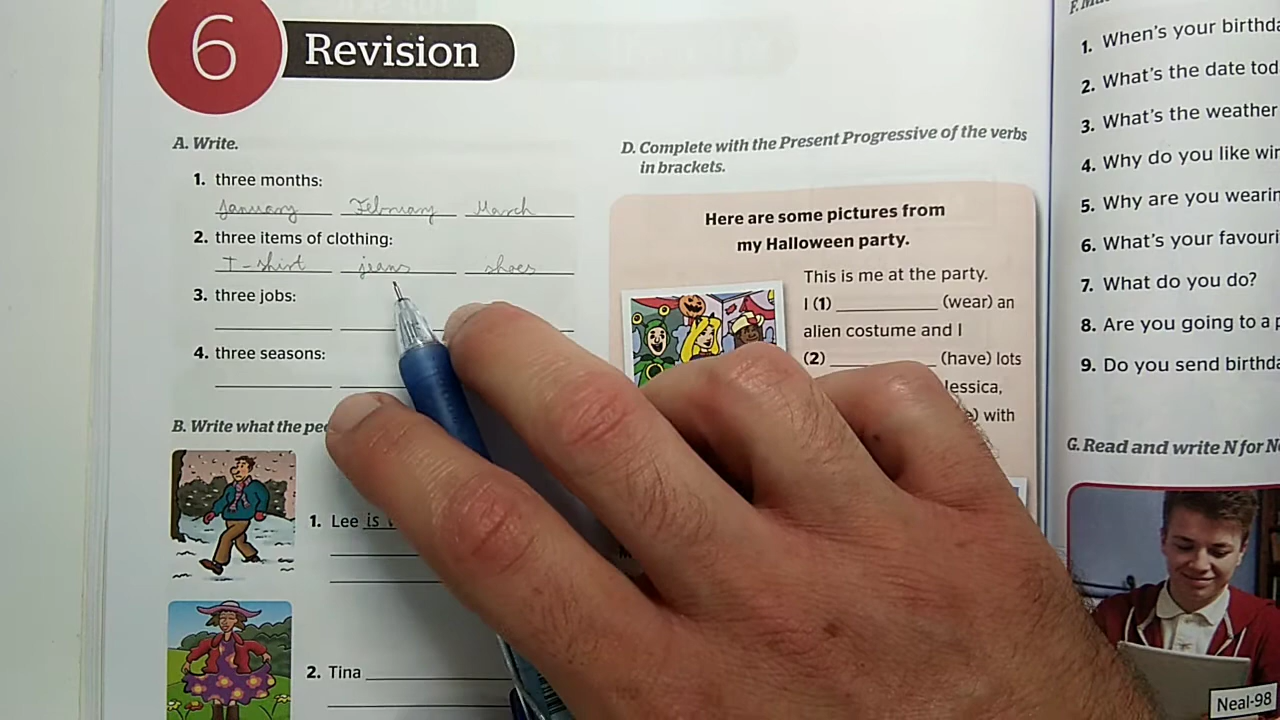 6 Revision
A. Write.
1. three months:
January February March
2. three items of clothing:
T-shirt jeans shoes
3. three jobs:
4. three seasons:
B. Write what the
1. Lee is
2. Tina
D. Complete with the Present Progressive of the verbs
in brackets.
Here are some pictures from
my Halloween party.
This is me at the party.
I (1) (wear) an
alien costume and I
(2) (have) lots
Jessica,
with
1. When's your birthda
2. What's the date tod
3. What's the weather
4. Why do you like win
5. Why are you wearin
6. What's your favouri
7. What do you do?
8. Are you going to a p
9. Do you send birthda
G. Read and write N for Ne
Neal-98